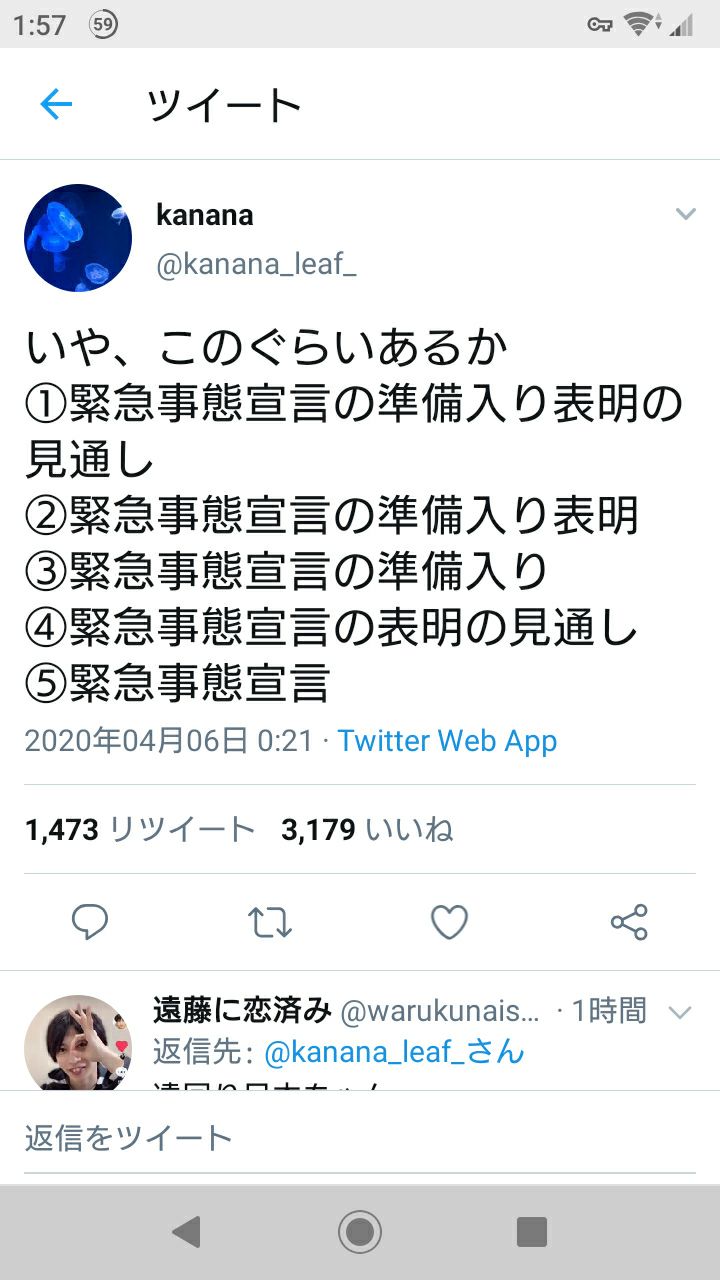 1:57 59
ツイート
kanana
@kanana_leaf_
いや、このぐらいあるか
①緊急事態宣言の準備入り表明の
見通し
②緊急事態宣言の準備入り表明
③緊急事態宣言の準備入り
④緊急事態宣言の表明の見通し
⑤緊急事態宣言
2020年04月06日 0:21 · Twitter Web App
1,473 リツイート 3,179 いいね
遠藤に恋済み @warukunais... · 1時間
返信先: @kanana_leaf_さん
返信をツイート